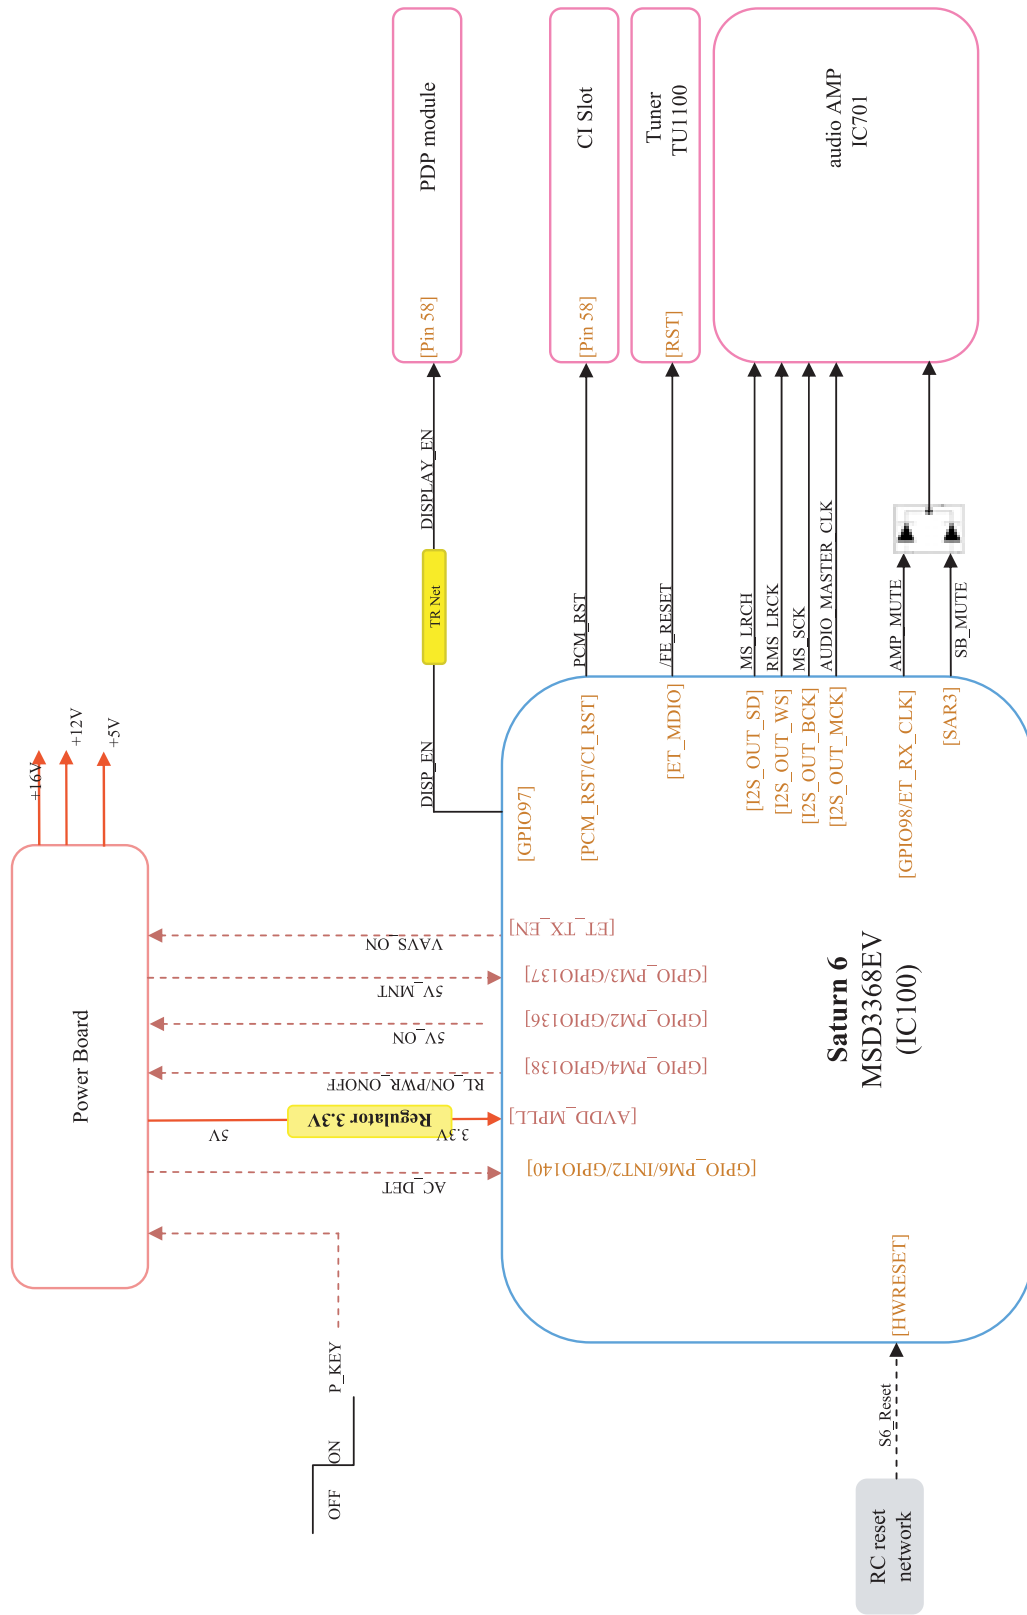 Power Board
+16V
+12V
+5V
PDP module
[Pin 58]
DISPLAY_EN
TR Net
DISP_EN
CI Slot
[Pin 58]
PCM_RST
Tuner
TU1100
[RST]
/FE_RESET
audio AMP
IC701
MS_LRCH
RMS_LRCK
MS_SCK
AUDIO_MASTER_CLK
AMP_MUTE
SB_MUTE
[GPIO97]
[PCM_RST/CI_RST]
[ET_MDIO]
[I2S_OUT_SD]
[I2S_OUT_WS]
[I2S_OUT_BCK]
[I2S_OUT_MCK]
[GPIO98/ET_RX_CLK]
[SAR3]
VAVS_ON
[ET_TX_EN]
5V_MNT
[GPIO_PM3/GPIO137]
5V_ON
[GPIO_PM2/GPIO136]
RL_ON/PWR_ONOFF
[GPIO_PM4/GPIO138]
5V
Regulator 3.3V
3.3V
[AVDD_MPLL]
AC_DET
[GPIO_PM6/INT2/GPIO140]
Saturn 6
MSD3368EV
(IC100)
P_KEY
OFF
ON
[HWRESET]
S6_Reset
RC reset
network